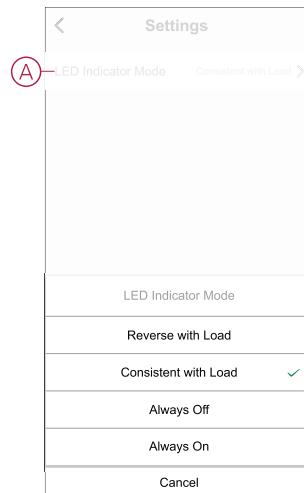 Settings
A
LED Indicator Mode Consistent with Load
LED Indicator Mode
Reverse with Load
Consistent with Load
Always Off
Always On
Cancel